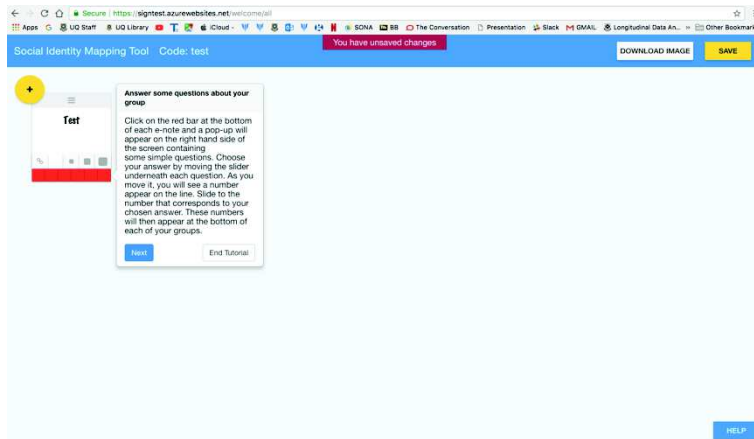 Secure https://signtest.azurewebsites.net/welcome/all
Apps G UQ Staff UQ Library iCloud SONA BB The Conversation Presentation Slack M GMAIL Longitudinal Data An... » Other Bookmark
You have unsaved changes
Social Identity Mapping Tool Code: test
DOWNLOAD IMAGE
SAVE
+
Test
Answer some questions about your
group
Click on the red bar at the bottom
of each e-note and a pop-up will
appear on the right hand side of
the screen containing
some simple questions. Choose
your answer by moving the slider
underneath each question. As you
move it, you will see a number
appear on the line. Slide to the
number that corresponds to your
chosen answer. These numbers
will then appear at the bottom of
each of your groups.
Next
End Tutorial
HELP